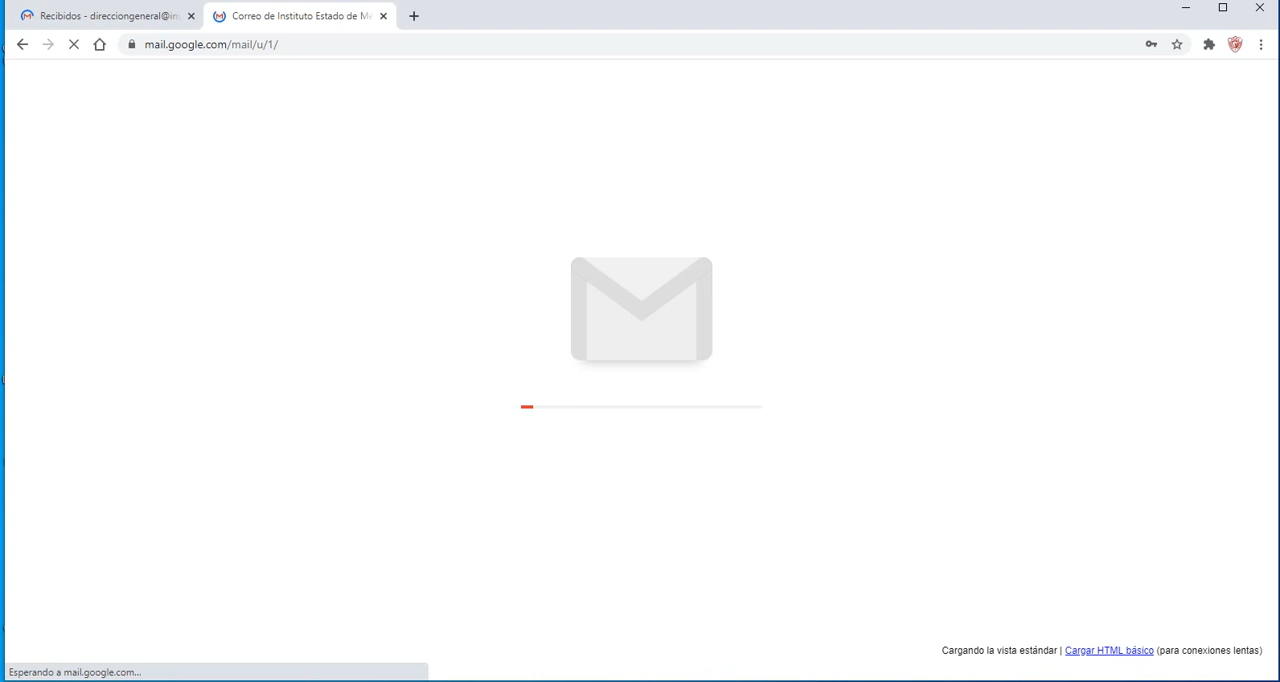 Recibidos - direcciongeneral@in
Correo de Instituto Estado de Mé
mail.google.com/mail/u/1/
Cargando la vista estándar | Cargar HTML básico (para conexiones lentas)
Esperando a mail.google.com...